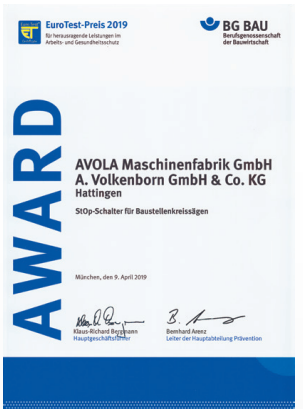 EuroTest-Preis 2019
für herausragende Leistungen im
Arbeits- und Gesundheitsschutz
BG BAU
Berufsgenossenschaft
der Bauwirtschaft
AWARD
AVOLA Maschinenfabrik GmbH
A. Volkenborn GmbH & Co. KG
Hattingen
StOp-Schalter für Baustellenkreissägen
München, den 9. April 2019
Klaus-Richard Bergmann
Hauptgeschäftsführer
Bernhard Arenz
Leiter der Hauptabteilung Prävention